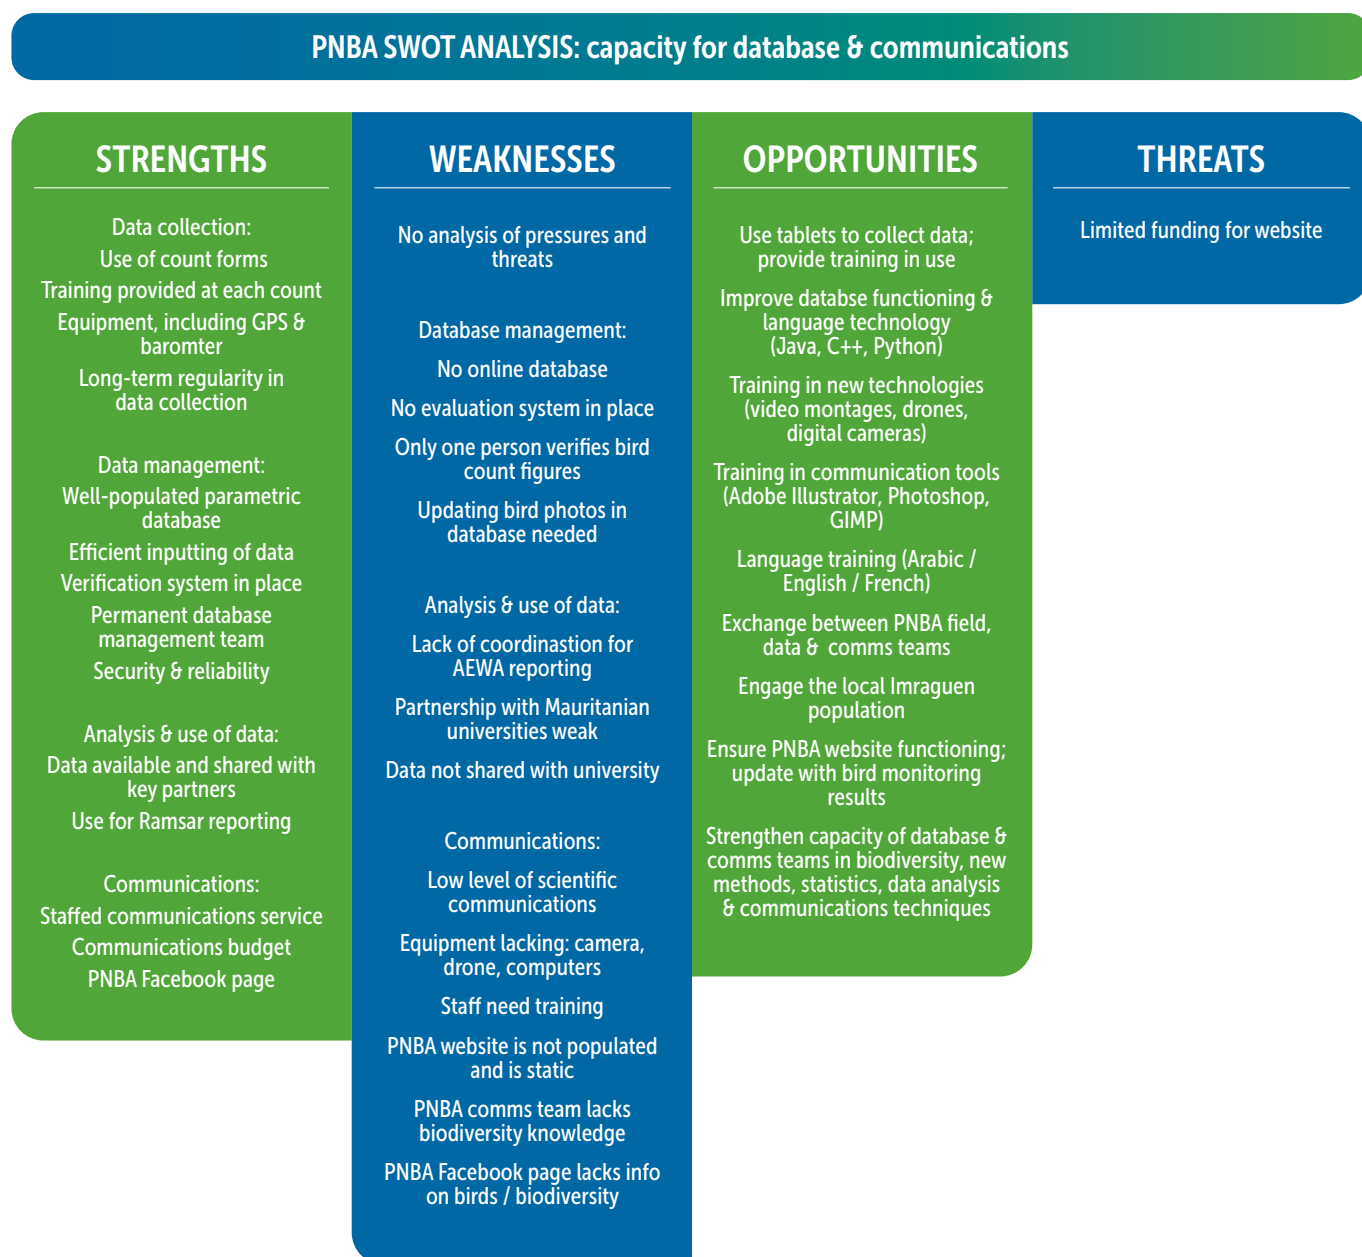 PNBA SWOT ANALYSIS: capacity for database & communications
STRENGTHS
Data collection:
Use of count forms
Training provided at each count
Equipment, including GPS &
baromter
Long-term regularity in
data collection
Data management:
Well-populated parametric
database
Efficient inputting of data
Verification system in place
Permanent database
management team
Security & reliability
Analysis & use of data:
Data available and shared with
key partners
Use for Ramsar reporting
Communications:
Staffed communications service
Communications budget
PNBA Facebook page
WEAKNESSES
No analysis of pressures and
threats
Database management:
No online database
No evaluation system in place
Only one person verifies bird
count figures
Updating bird photos in
database needed
Analysis & use of data:
Lack of coordinastion for
AEWA reporting
Partnership with Mauritanian
universities weak
Data not shared with university
Communications:
Low level of scientific
communications
Equipment lacking: camera,
drone, computers
Staff need training
PNBA website is not populated
and is static
PNBA comms team lacks
biodiversity knowledge
PNBA Facebook page lacks info
on birds / biodiversity
OPPORTUNITIES
Use tablets to collect data;
provide training in use
Improve databse functioning &
language technology
(Java, C++, Python)
Training in new technologies
(video montages, drones,
digital cameras)
Training in communication tools
(Adobe Illustrator, Photoshop,
GIMP)
Language training (Arabic /
English / French)
Exchange between PNBA field,
data & comms teams
Engage the local Imraguen
population
Ensure PNBA website functioning;
update with bird monitoring
results
Strengthen capacity of database &
comms teams in biodiversity, new
methods, statistics, data analysis
& communications techniques
THREATS
Limited funding for website